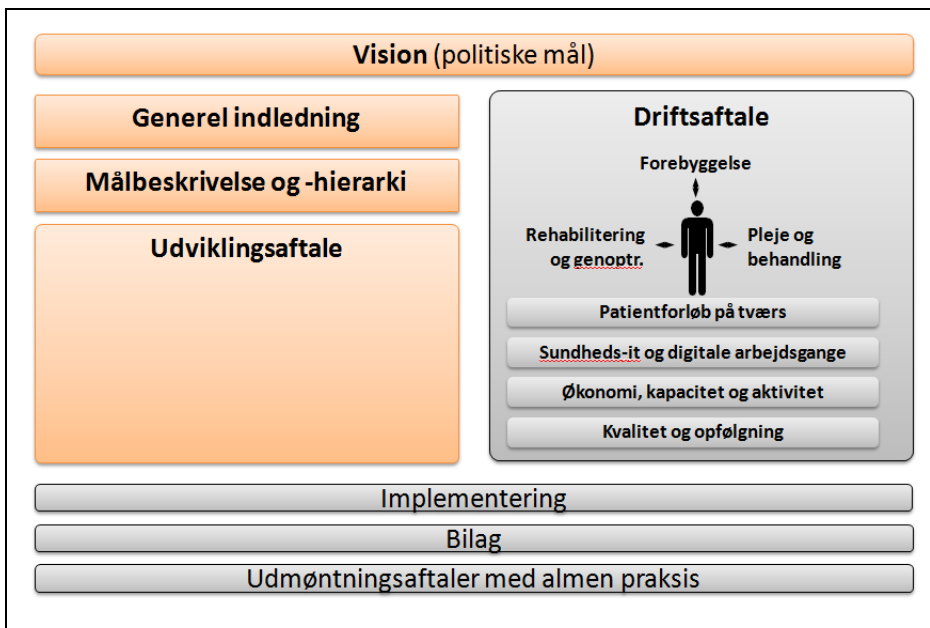 Vision (politiske mål)
Generel indledning
Målbeskrivelse og -hierarki
Udviklingsaftale
Driftsaftale
Forebyggelse
Rehabilitering
og genoptr.
Pleje og
behandling
Patientforløb på tværs
Sundheds-it og digitale arbejdsgange
Økonomi, kapacitet og aktivitet
Kvalitet og opfølgning
Implementering
Bilag
Udmøntningsaftaler med almen praksis